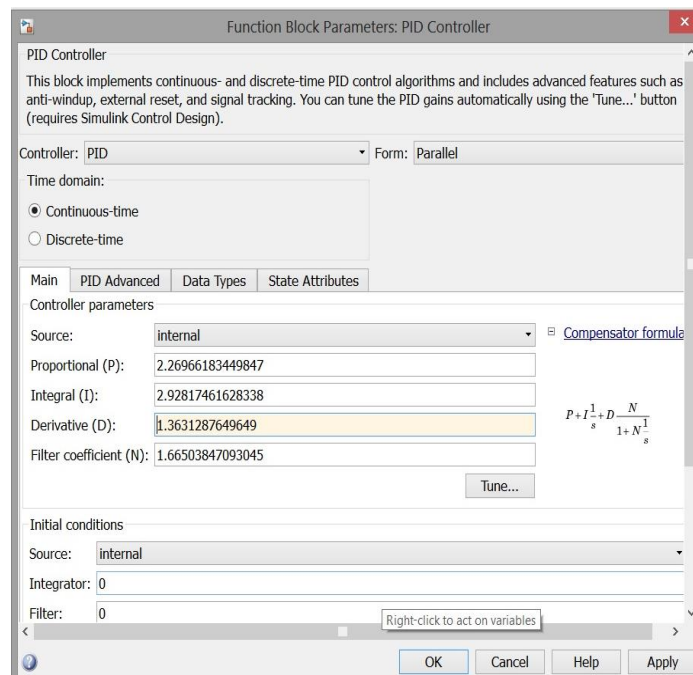 Function Block Parameters: PID Controller
PID Controller
This block implements continuous- and discrete-time PID control algorithms and includes advanced features such as
anti-windup, external reset, and signal tracking. You can tune the PID gains automatically using the 'Tune...' button
(requires Simulink Control Design).
Controller: PID Form: Parallel
Time domain:
Continuous-time
Discrete-time
Main PID Advanced Data Types State Attributes
Controller parameters
Source: internal Compensator formula
Proportional (P): 2.26966183449847
Integral (I): 2.92817461628338
Derivative (D): 1.3631287649649
Filter coefficient (N): 1.66503847093045
P+I 1/s +D N/(1+N 1/s)
Tune...
Initial conditions
Source: internal
Integrator: 0
Filter: 0
Right-click to act on variables
OK Cancel Help Apply